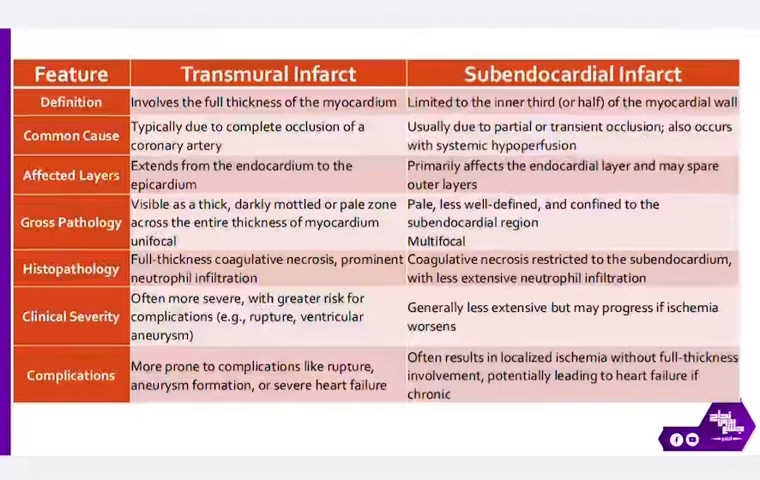 Feature
Transmural Infarct
Subendocardial Infarct
Definition
Involves the full thickness of the myocardium
Limited to the inner third (or half) of the myocardial wall
Common Cause
Typically due to complete occlusion of a
coronary artery
Usually due to partial or transient occlusion; also occurs
with systemic hypoperfusion
Affected Layers
Extends from the endocardium to the
epicardium
Primarily affects the endocardial layer and may spare
outer layers
Gross Pathology
Visible as a thick, darkly mottled or pale zone
across the entire thickness of myocardium
unifocal
Pale, less well-defined, and confined to the
subendocardial region
Multifocal
Histopathology
Full-thickness coagulative necrosis, prominent
neutrophil infiltration
Coagulative necrosis restricted to the subendocardium,
with less extensive neutrophil infiltration
Clinical Severity
Often more severe, with greater risk for
complications (e.g., rupture, ventricular
aneurysm)
Generally less extensive but may progress if ischemia
worsens
Complications
More prone to complications like rupture,
aneurysm formation, or severe heart failure
Often results in localized ischemia without full-thickness
involvement, potentially leading to heart failure if
chronic